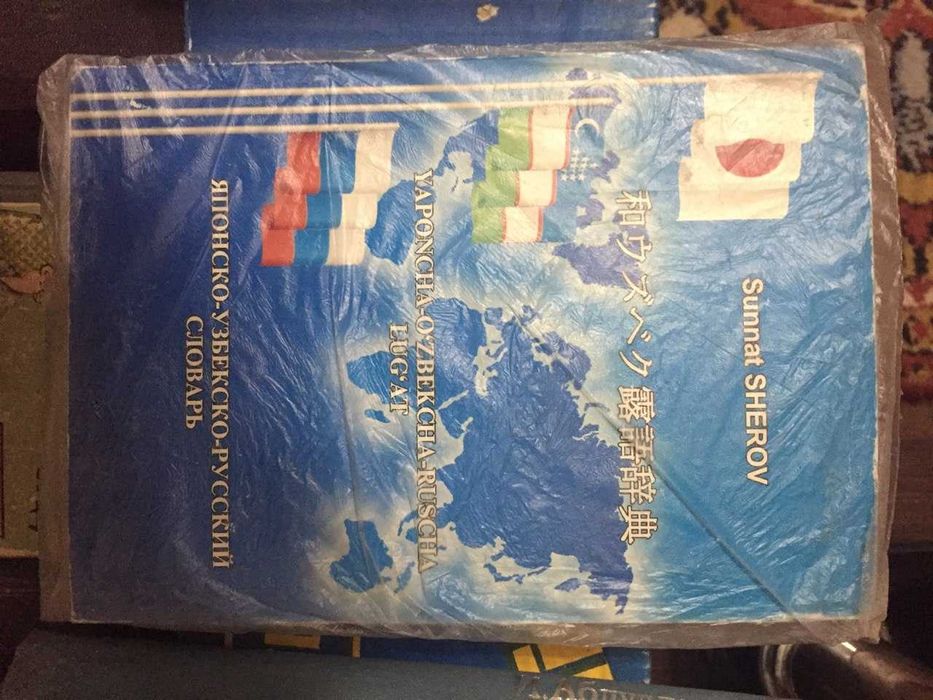 Sunnat SHEROV
和ウズベク露語辞典
YAPONCHA-O'ZBEKCHA-RUSCHA
LUG'AT
ЯПОНСКО-УЗБЕКСКО-РУССКИЙ
СЛОВАРЬ